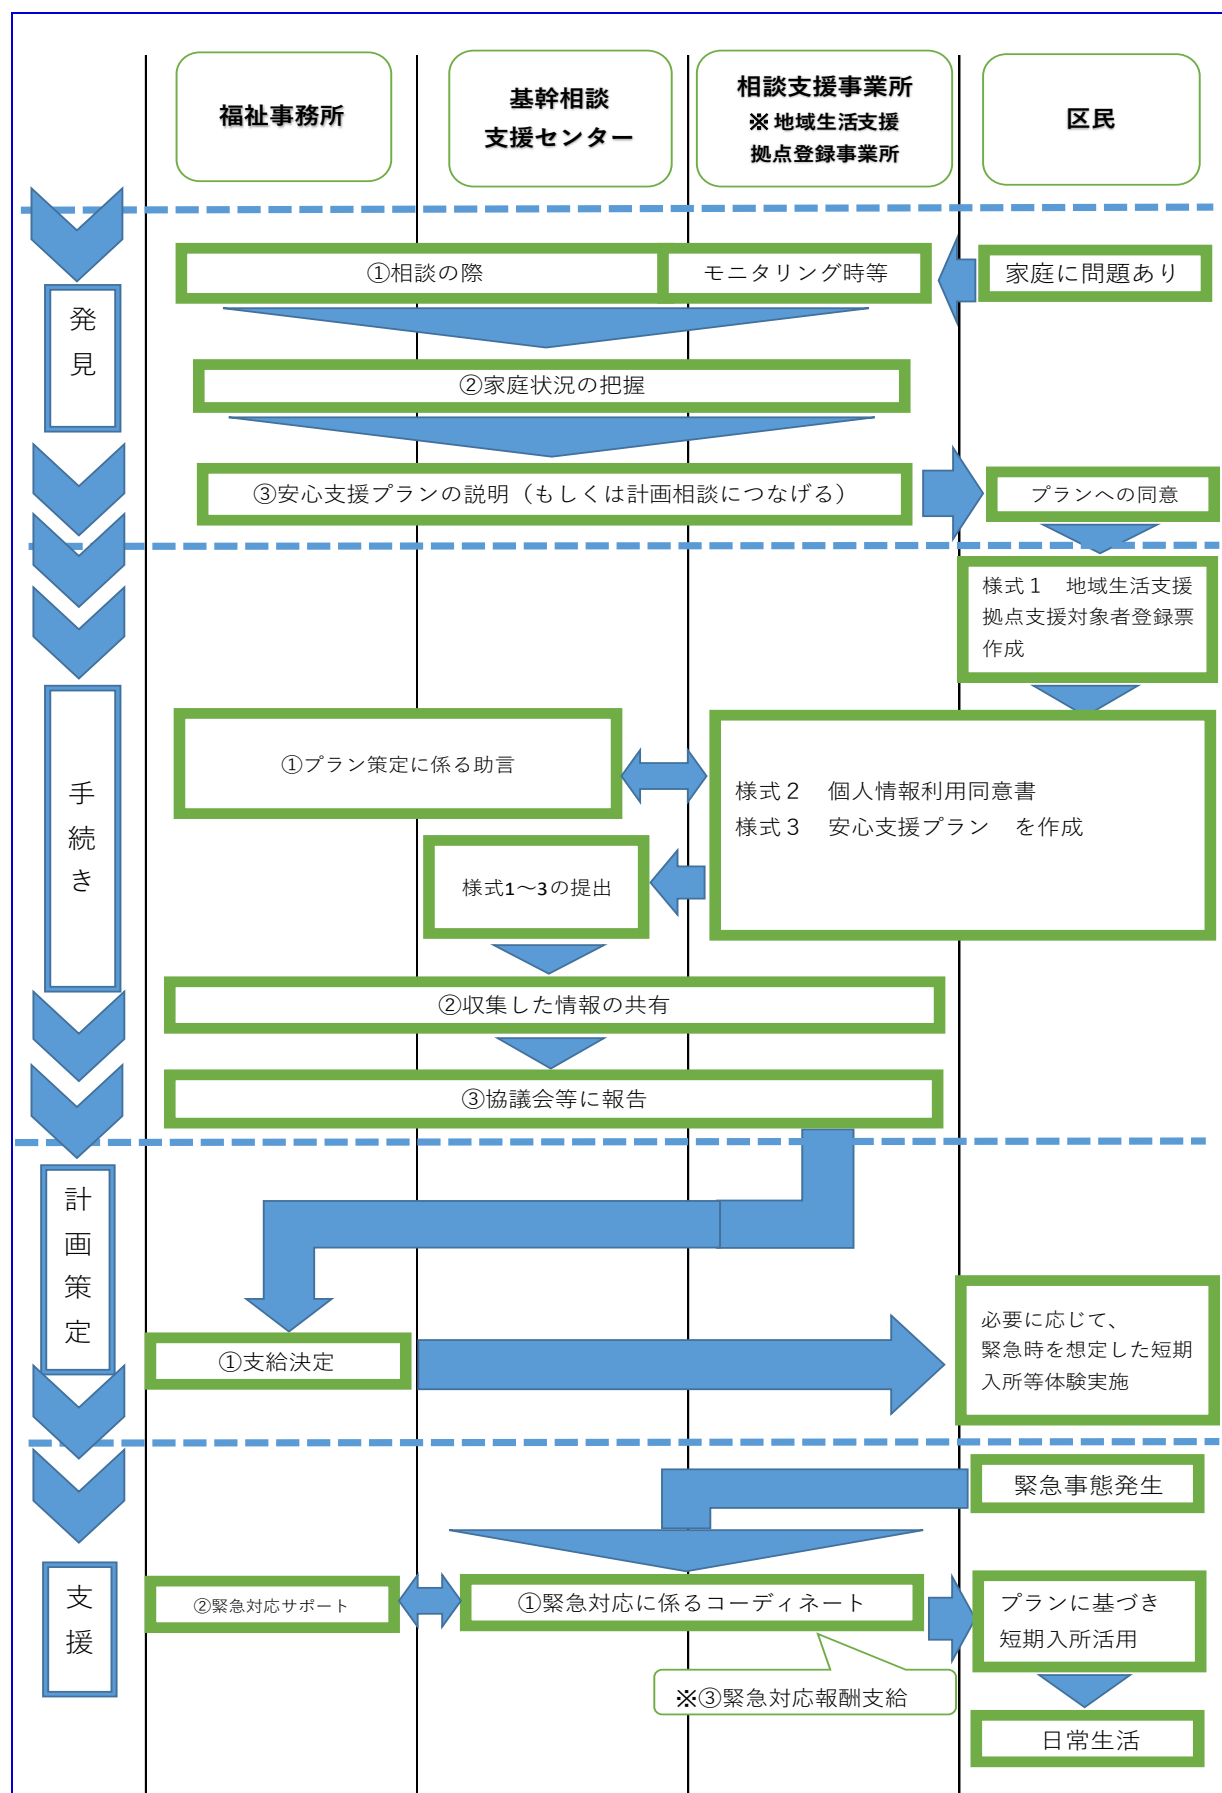 福祉事務所
基幹相談
支援センター
相談支援事業所
※地域生活支援
拠点登録事業所
区民
発見
①相談の際
モニタリング時等
家庭に問題あり
②家庭状況の把握
③安心支援プランの説明（もしくは計画相談につなげる）
プランへの同意
様式１　地域生活支援
拠点支援対象者登録票
作成
手続き
①プラン策定に係る助言
様式２　個人情報利用同意書
様式３　安心支援プラン　を作成
様式1～3の提出
②収集した情報の共有
③協議会等に報告
計画策定
①支給決定
必要に応じて、
緊急時を想定した短期
入所等体験実施
緊急事態発生
支援
②緊急対応サポート
①緊急対応に係るコーディネート
プランに基づき
短期入所活用
※③緊急対応報酬支給
日常生活